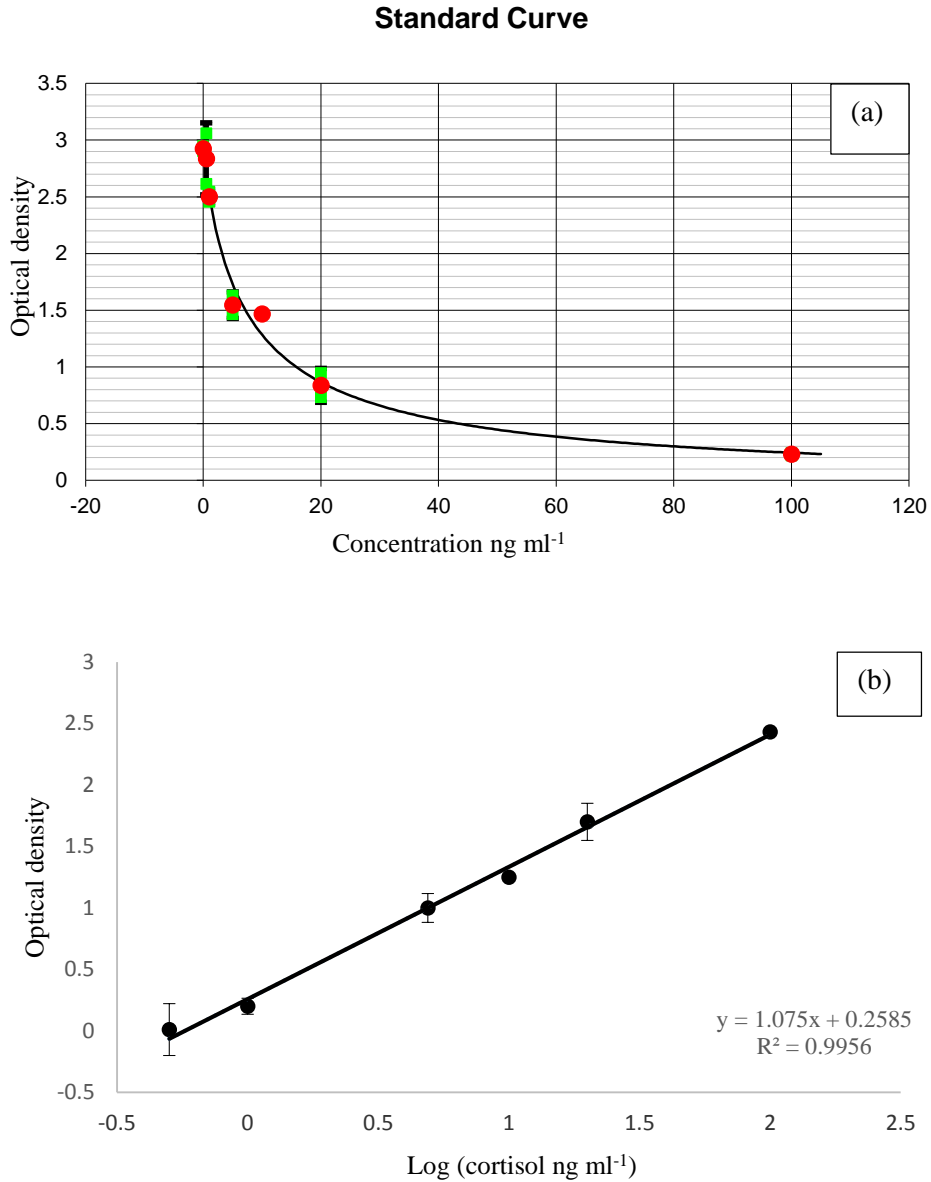 Standard Curve
(a)
3.5
3
2.5
2
1.5
1
0.5
0
-20 0 20 40 60 80 100 120
Optical density
Concentration ng ml-1
(b)
3
2.5
2
1.5
1
0.5
0
-0.5
-0.5 0 0.5 1 1.5 2 2.5
Optical density
y = 1.075x + 0.2585
R² = 0.9956
Log (cortisol ng ml-1)